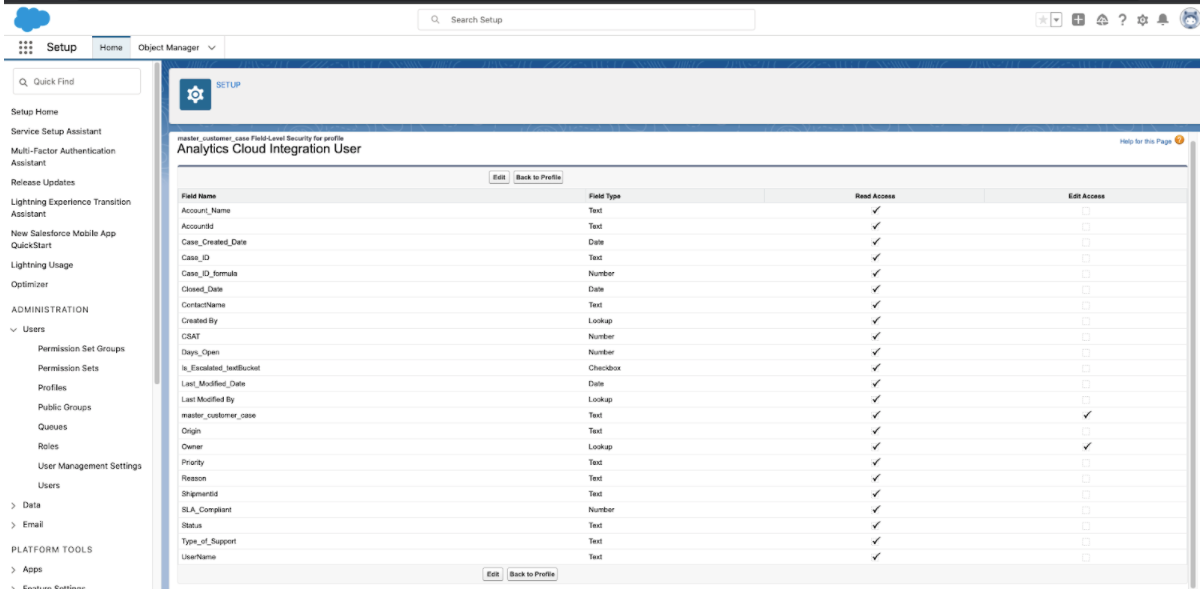 Search Setup
Setup
Home
Object Manager
Quick Find
Setup Home
Service Setup Assistant
Multi-Factor Authentication
Assistant
Release Updates
Lightning Experience Transition
Assistant
New Salesforce Mobile App
QuickStart
Lightning Usage
Optimizer
ADMINISTRATION
Users
Permission Set Groups
Permission Sets
Profiles
Public Groups
Queues
Roles
User Management Settings
Users
Data
Email
PLATFORM TOOLS
Apps
Feature Settings
SETUP
master_customer_case Field-Level Security for profile
Analytics Cloud Integration User
Help for this Page
Edit Back to Profile
Field Name Field Type Read Access Edit Access
Account_Name Text
AccountId Text
Case_Created_Date Date
Case_ID Text
Case_ID_formula Number
Closed_Date Date
ContactName Text
Created By Lookup
CSAT Number
Days_Open Number
Is_Escalated_textBucket Checkbox
Last_Modified_Date Date
Last Modified By Lookup
master_customer_case Text
Origin Text
Owner Lookup
Priority Text
Reason Text
ShipmentId Text
SLA_Compliant Number
Status Text
Type_of_Support Text
UserName Text
Edit Back to Profile